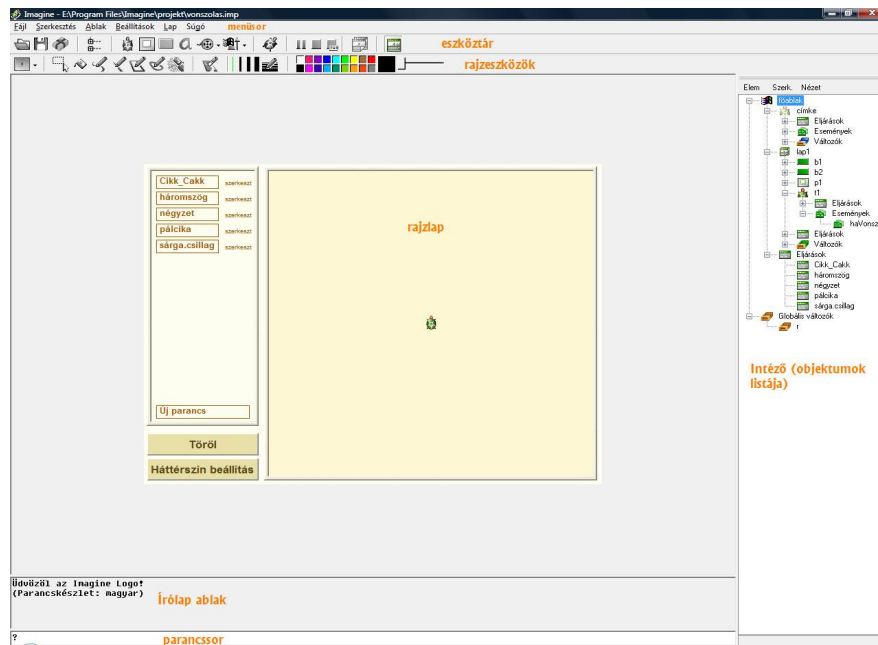 Imagine - E:\Program Files\Imagine\projekt\vonszolas.imp
Fájl Szerkesztés Ablak Beállítások Lap Súgó menüsor
eszköztár
rajzeszközök
Elem Szerk. Nézet
főablak
címke
Eljárások
Események
Változók
lap1
b1
b2
p1
t1
Eljárások
Események
haVonsz
Eljárások
Változók
Eljárások
Cikk_Cakk
háromszög
négyzet
pálcika
sárga.csillag
Globális változók
r
Intéző (objektumok
listája)
Cikk_Cakk szerkeszt
háromszög szerkeszt
négyzet szerkeszt
pálcika szerkeszt
sárga.csillag szerkeszt
rajzlap
Új parancs
Töröl
Háttérszin beállitás
Üdvözöl az Imagine Logo!
(Parancskészlet: magyar)
Írólap ablak
?
parancssor